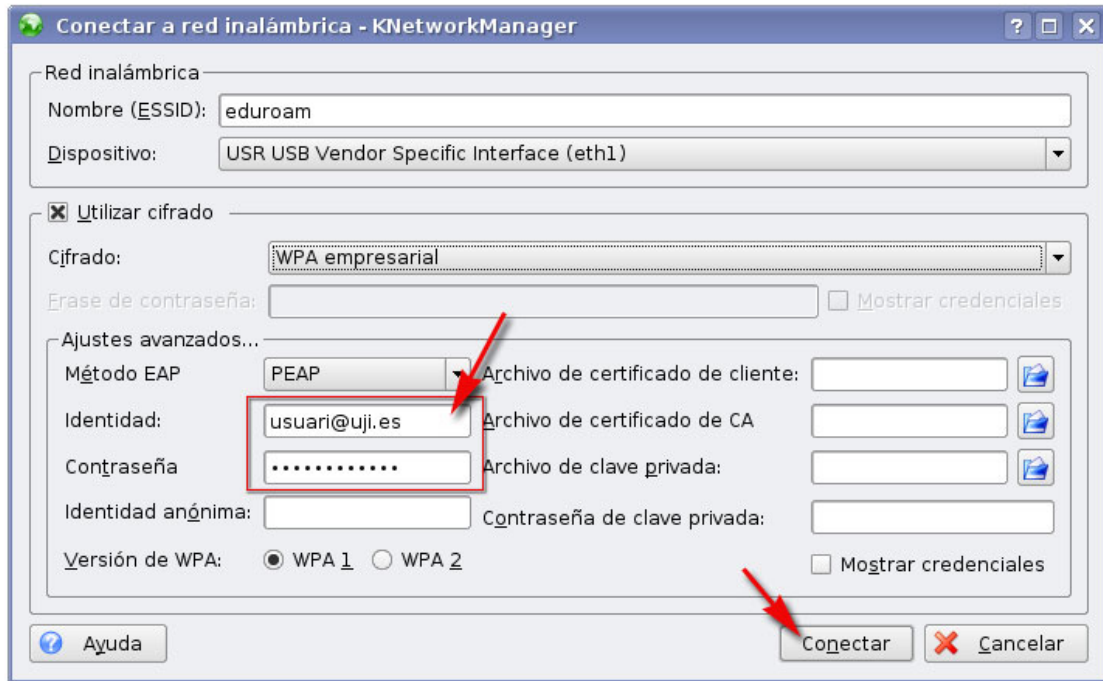 Conectar a red inalámbrica - KNetworkManager
Red inalámbrica
Nombre (ESSID): eduroam
Dispositivo: USR USB Vendor Specific Interface (eth1)
Utilizar cifrado
Cifrado: WPA empresarial
Frase de contraseña: Mostrar credenciales
Ajustes avanzados...
Método EAP PEAP Archivo de certificado de cliente:
Identidad: usuari@uji.es Archivo de certificado de CA
Contraseña •••••••••••• Archivo de clave privada:
Identidad anónima: Contraseña de clave privada:
Versión de WPA: WPA 1 WPA 2 Mostrar credenciales
Ayuda Conectar Cancelar